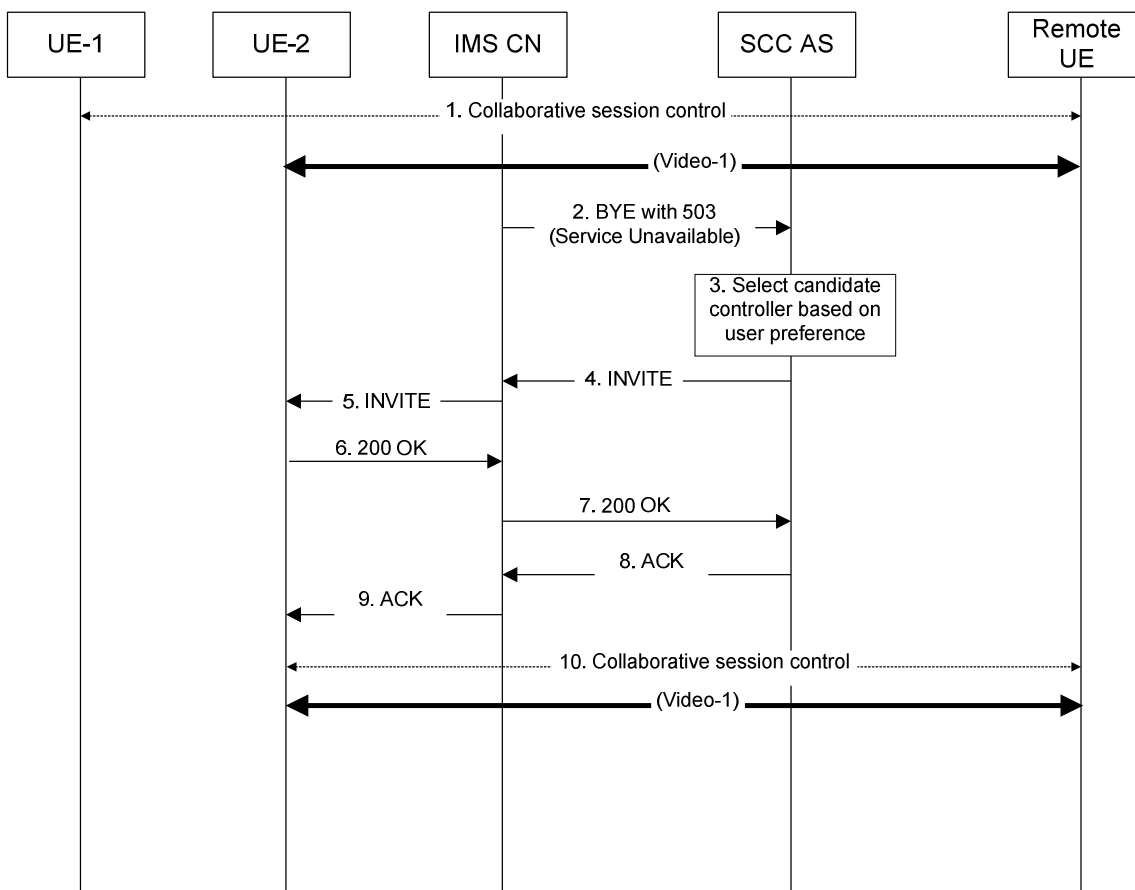 UE-1
UE-2
IMS CN
SCC AS
Remote
UE
1. Collaborative session control
(Video-1)
2. BYE with 503
(Service Unavailable)
3. Select candidate
controller based on
user preference
4. INVITE
5. INVITE
6. 200 OK
7. 200 OK
8. ACK
9. ACK
10. Collaborative session control
(Video-1)